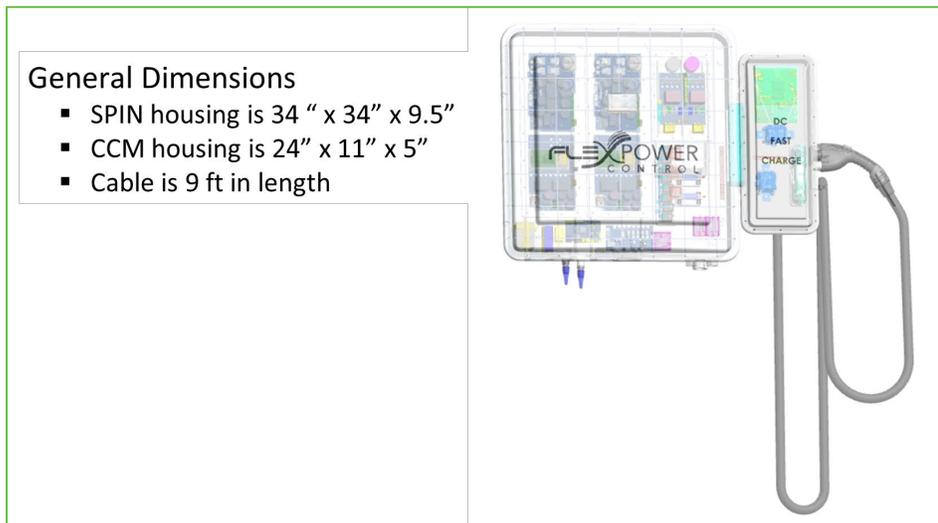 General Dimensions
▪ SPIN housing is 34 “ x 34” x 9.5”
▪ CCM housing is 24” x 11” x 5”
▪ Cable is 9 ft in length
FLEXPOWER
CONTROL
DC
FAST
CHARGE